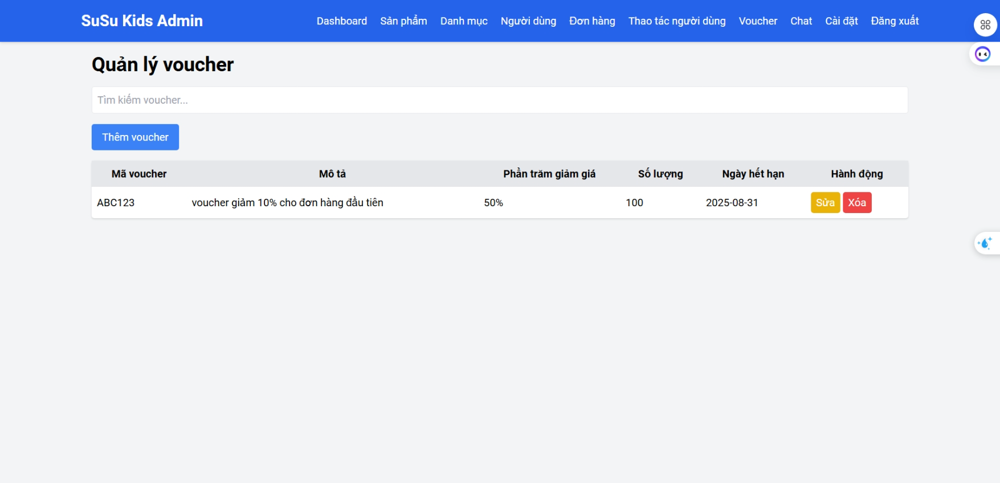 SuSu Kids Admin Dashboard Sản phẩm Danh mục Người dùng Đơn hàng Thao tác người dùng Voucher Chat Cài đặt Đăng xuất
Quản lý voucher
Tìm kiếm voucher...
Thêm voucher
Mã voucher Mô tả Phần trăm giảm giá Số lượng Ngày hết hạn Hành động
ABC123 voucher giảm 10% cho đơn hàng đầu tiên 50% 100 2025-08-31 Sửa Xóa